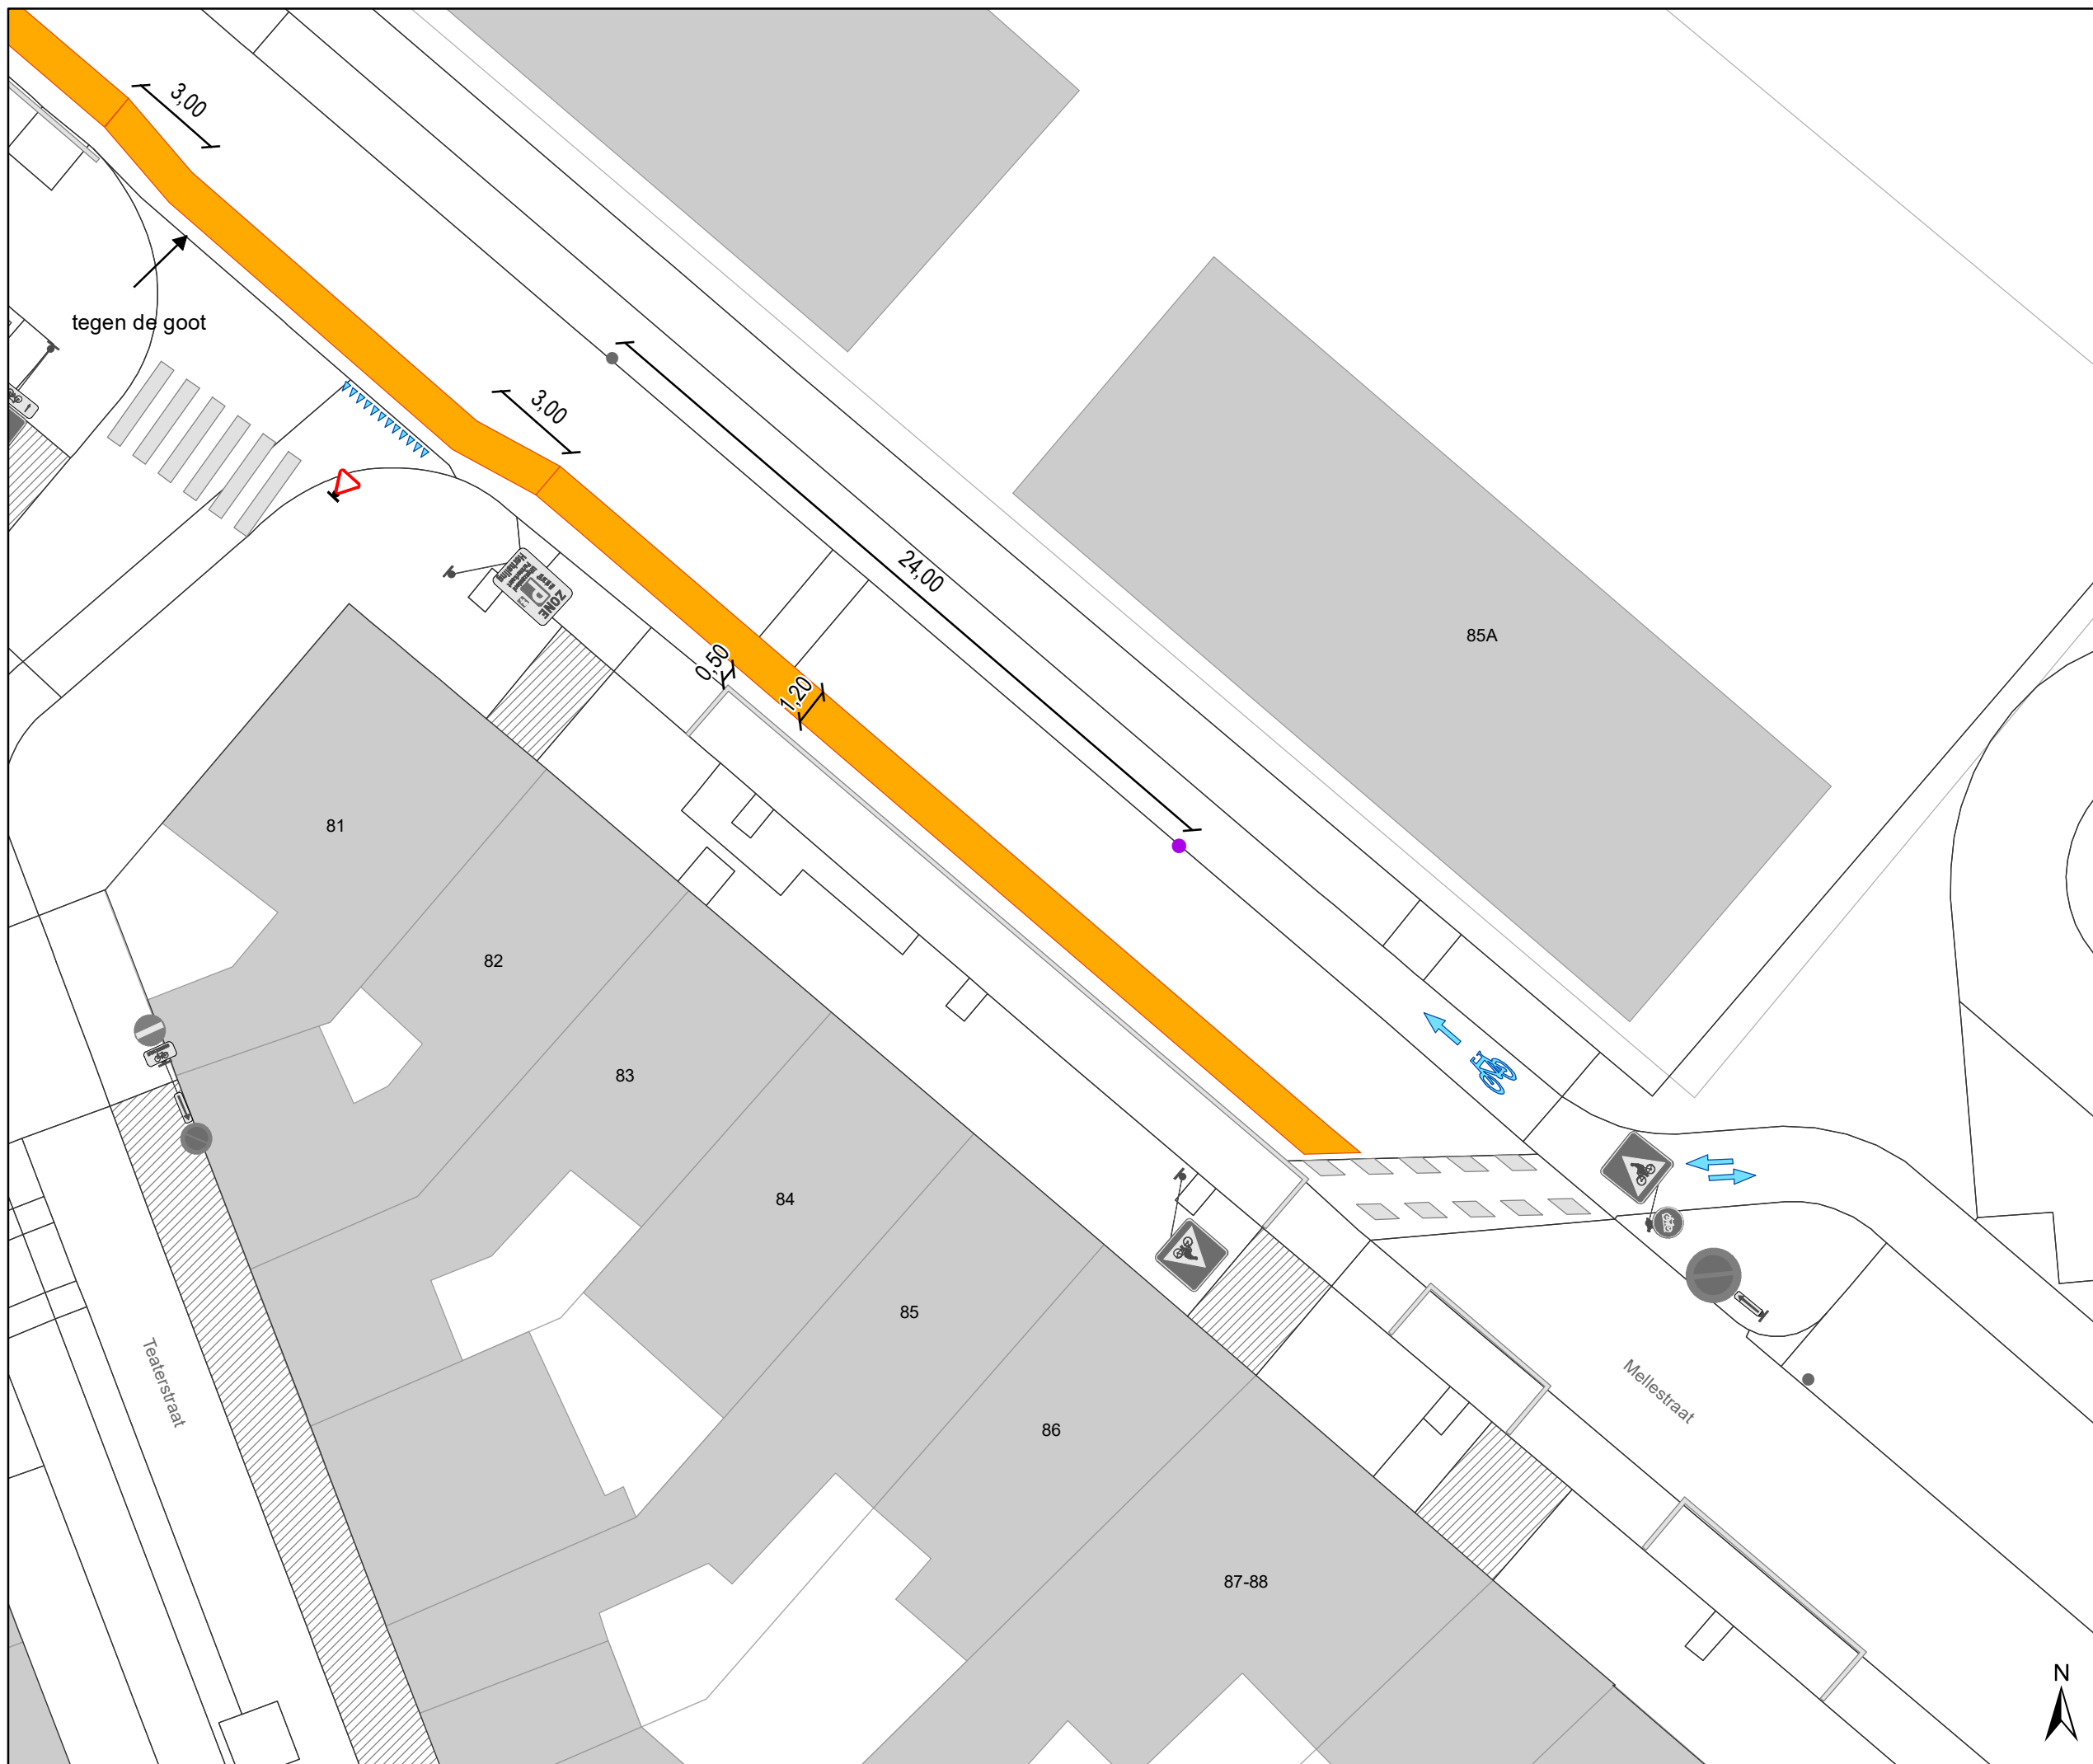 3,00
tegen de goot
3,00
24,00
ZONE
P
0,50
1,20
85A
81
82
83
84
85
86
87-88
Teaterstraat
Mellestraat
N